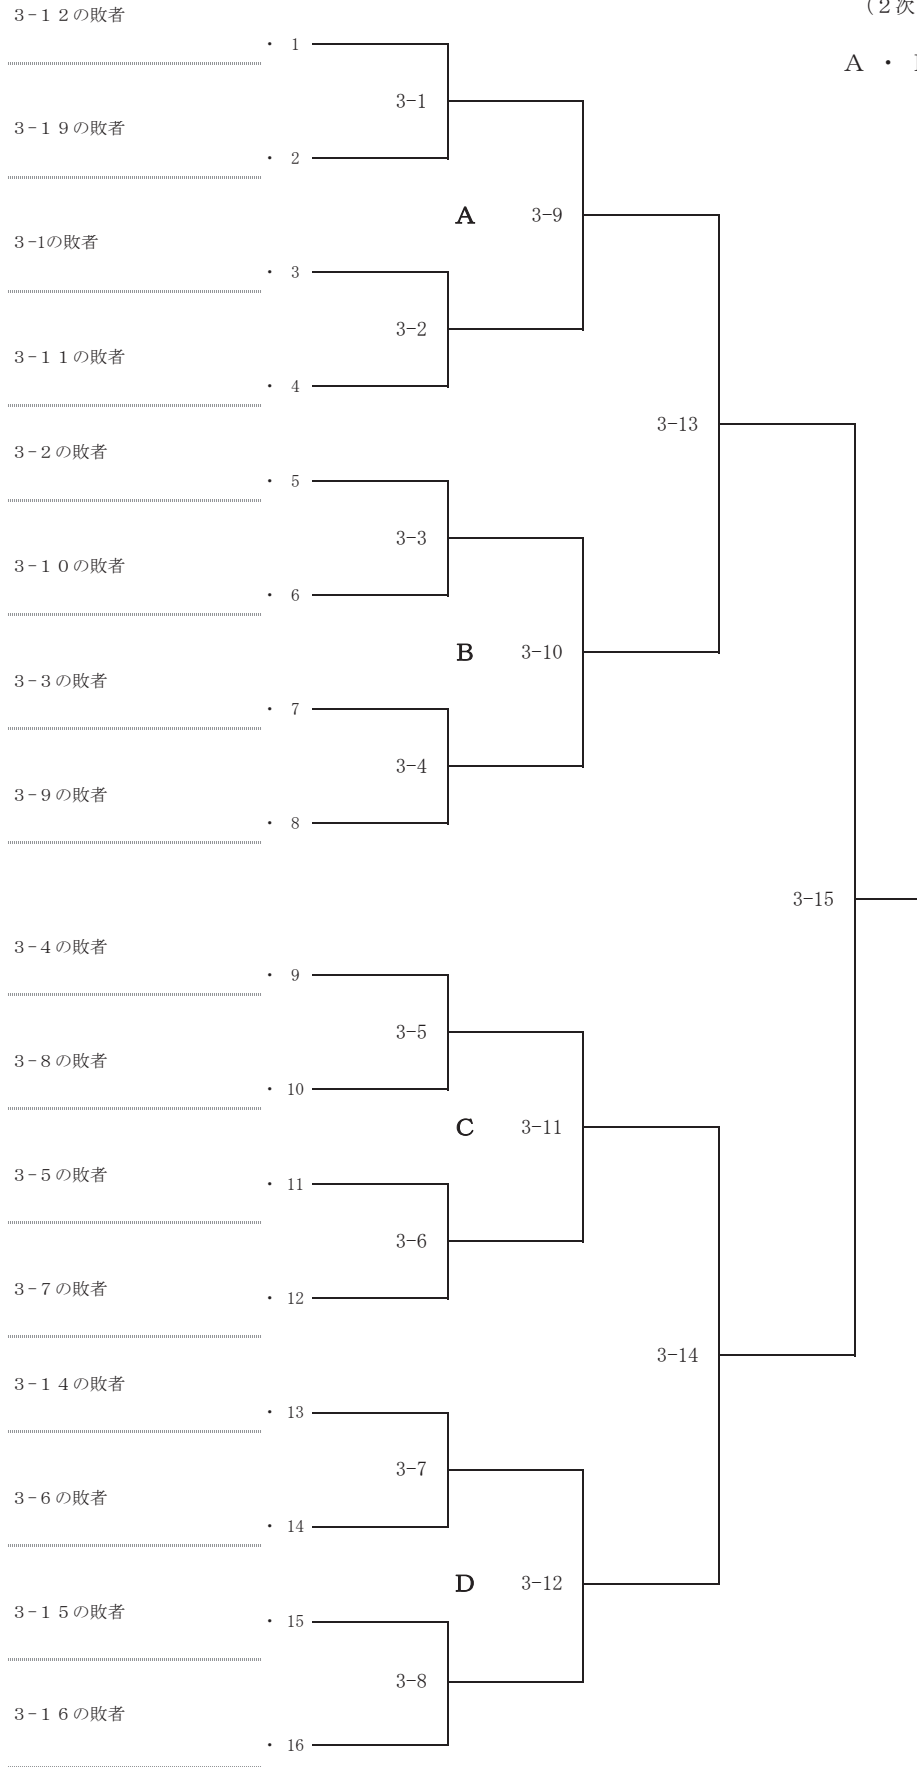 （２次
３-１２の敗者
・ 1
A ・
3-1
３-１９の敗者
・ 2
A 3-9
３-1の敗者
・ 3
3-2
３-１１の敗者
・ 4
3-13
３-２の敗者
・ 5
3-3
３-１０の敗者
・ 6
B 3-10
３-３の敗者
・ 7
3-4
３-９の敗者
・ 8
3-15
３-４の敗者
・ 9
3-5
３-８の敗者
・ 10
C 3-11
３-５の敗者
・ 11
3-6
３-７の敗者
・ 12
3-14
３-１４の敗者
・ 13
3-7
３-６の敗者
・ 14
D 3-12
３-１５の敗者
・ 15
3-8
３-１６の敗者
・ 16